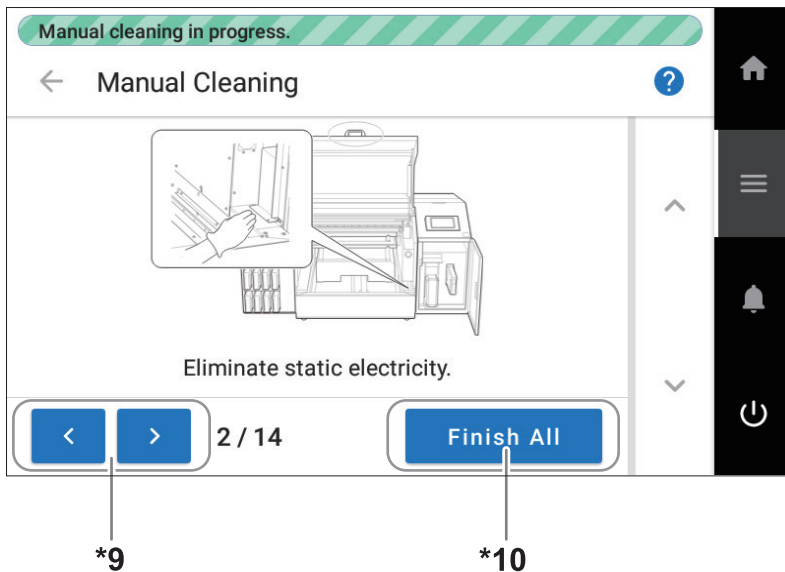 Manual cleaning in progress.
Manual Cleaning
?
Eliminate static electricity.
< > 2 / 14 Finish All
*9 *10